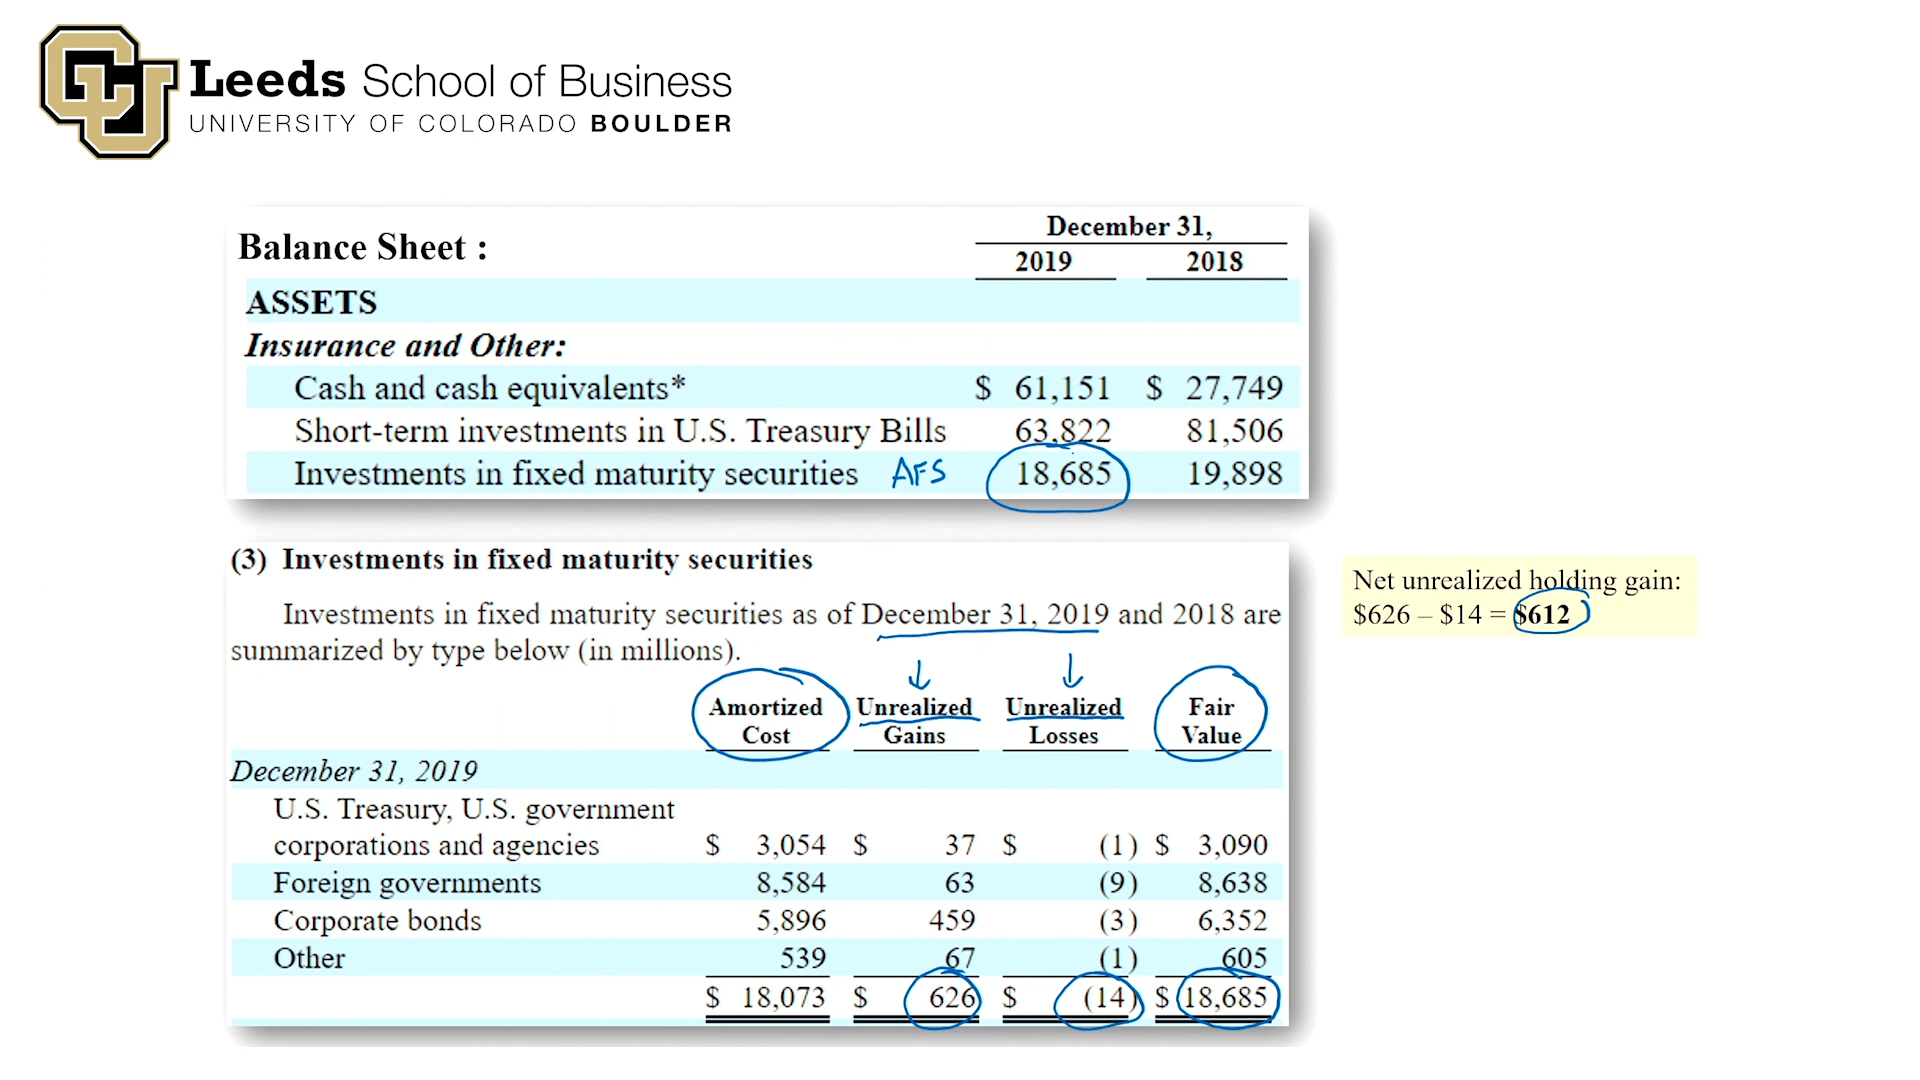 CU
Leeds School of Business
UNIVERSITY OF COLORADO BOULDER
Balance Sheet :
December 31,
2019 2018
ASSETS
Insurance and Other:
Cash and cash equivalents* $ 61,151 $ 27,749
Short-term investments in U.S. Treasury Bills 63,822 81,506
Investments in fixed maturity securities AFS 18,685 19,898
(3) Investments in fixed maturity securities
Investments in fixed maturity securities as of December 31, 2019 and 2018 are
summarized by type below (in millions).
Amortized Unrealized Unrealized Fair
Cost Gains Losses Value
December 31, 2019
U.S. Treasury, U.S. government
corporations and agencies $ 3,054 $ 37 $ (1) $ 3,090
Foreign governments 8,584 63 (9) 8,638
Corporate bonds 5,896 459 (3) 6,352
Other 539 67 (1) 605
$ 18,073 $ 626 $ (14) $ 18,685
Net unrealized holding gain:
$626 – $14 = $612